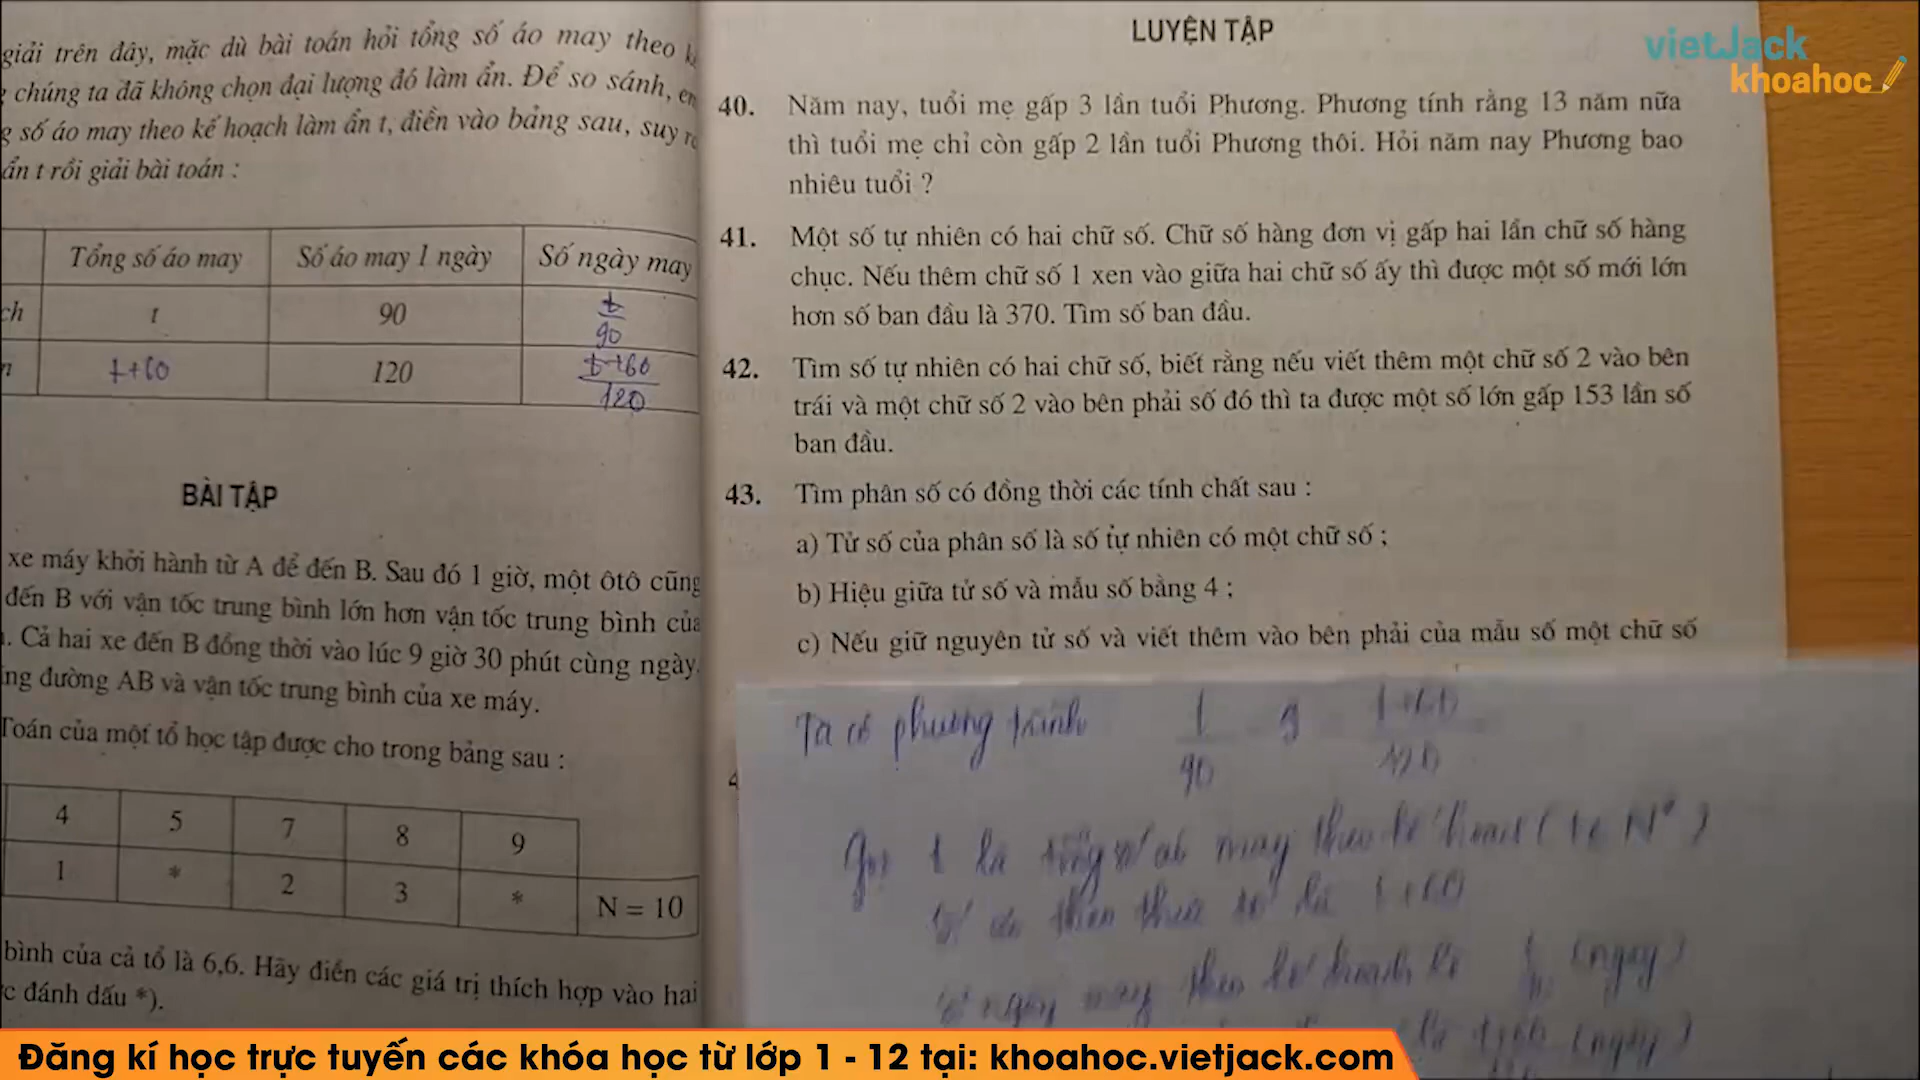 giải trên đây, mặc dù bài toán hỏi tổng số áo may theo
chúng ta đã không chọn đại lượng đó làm ẩn. Để so sánh,
số áo may theo kế hoạch làm ẩn t, điền vào bảng sau, suy
ẩn t rồi giải bài toán :
Tổng số áo may Số áo may 1 ngày Số ngày may
t 90 t/90
t+60 120 t+60/120
BÀI TẬP
xe máy khởi hành từ A để đến B. Sau đó 1 giờ, một ôtô cũng
đến B với vận tốc trung bình lớn hơn vận tốc trung bình của
. Cả hai xe đến B đồng thời vào lúc 9 giờ 30 phút cùng ngày.
đường AB và vận tốc trung bình của xe máy.
Toán của một tổ học tập được cho trong bảng sau :
4 5 7 8 9
1 * 2 3 * N = 10
bình của cả tổ là 6,6. Hãy điền các giá trị thích hợp vào hai
đánh dấu *).
LUYỆN TẬP
40. Năm nay, tuổi mẹ gấp 3 lần tuổi Phương. Phương tính rằng 13 năm nữa
thì tuổi mẹ chỉ còn gấp 2 lần tuổi Phương thôi. Hỏi năm nay Phương bao
nhiêu tuổi ?
41. Một số tự nhiên có hai chữ số. Chữ số hàng đơn vị gấp hai lần chữ số hàng
chục. Nếu thêm chữ số 1 xen vào giữa hai chữ số ấy thì được một số mới lớn
hơn số ban đầu là 370. Tìm số ban đầu.
42. Tìm số tự nhiên có hai chữ số, biết rằng nếu viết thêm một chữ số 2 vào bên
trái và một chữ số 2 vào bên phải số đó thì ta được một số lớn gấp 153 lần số
ban đầu.
43. Tìm phân số có đồng thời các tính chất sau :
a) Tử số của phân số là số tự nhiên có một chữ số ;
b) Hiệu giữa tử số và mẫu số bằng 4 ;
c) Nếu giữ nguyên tử số và viết thêm vào bên phải của mẫu số một chữ số
Ta có phương trình
90 120
Gọi t là tổng số áo may theo
vietJack
khoahoc
Đăng kí học trực tuyến các khóa học từ lớp 1 - 12 tại: khoahoc.vietjack.com